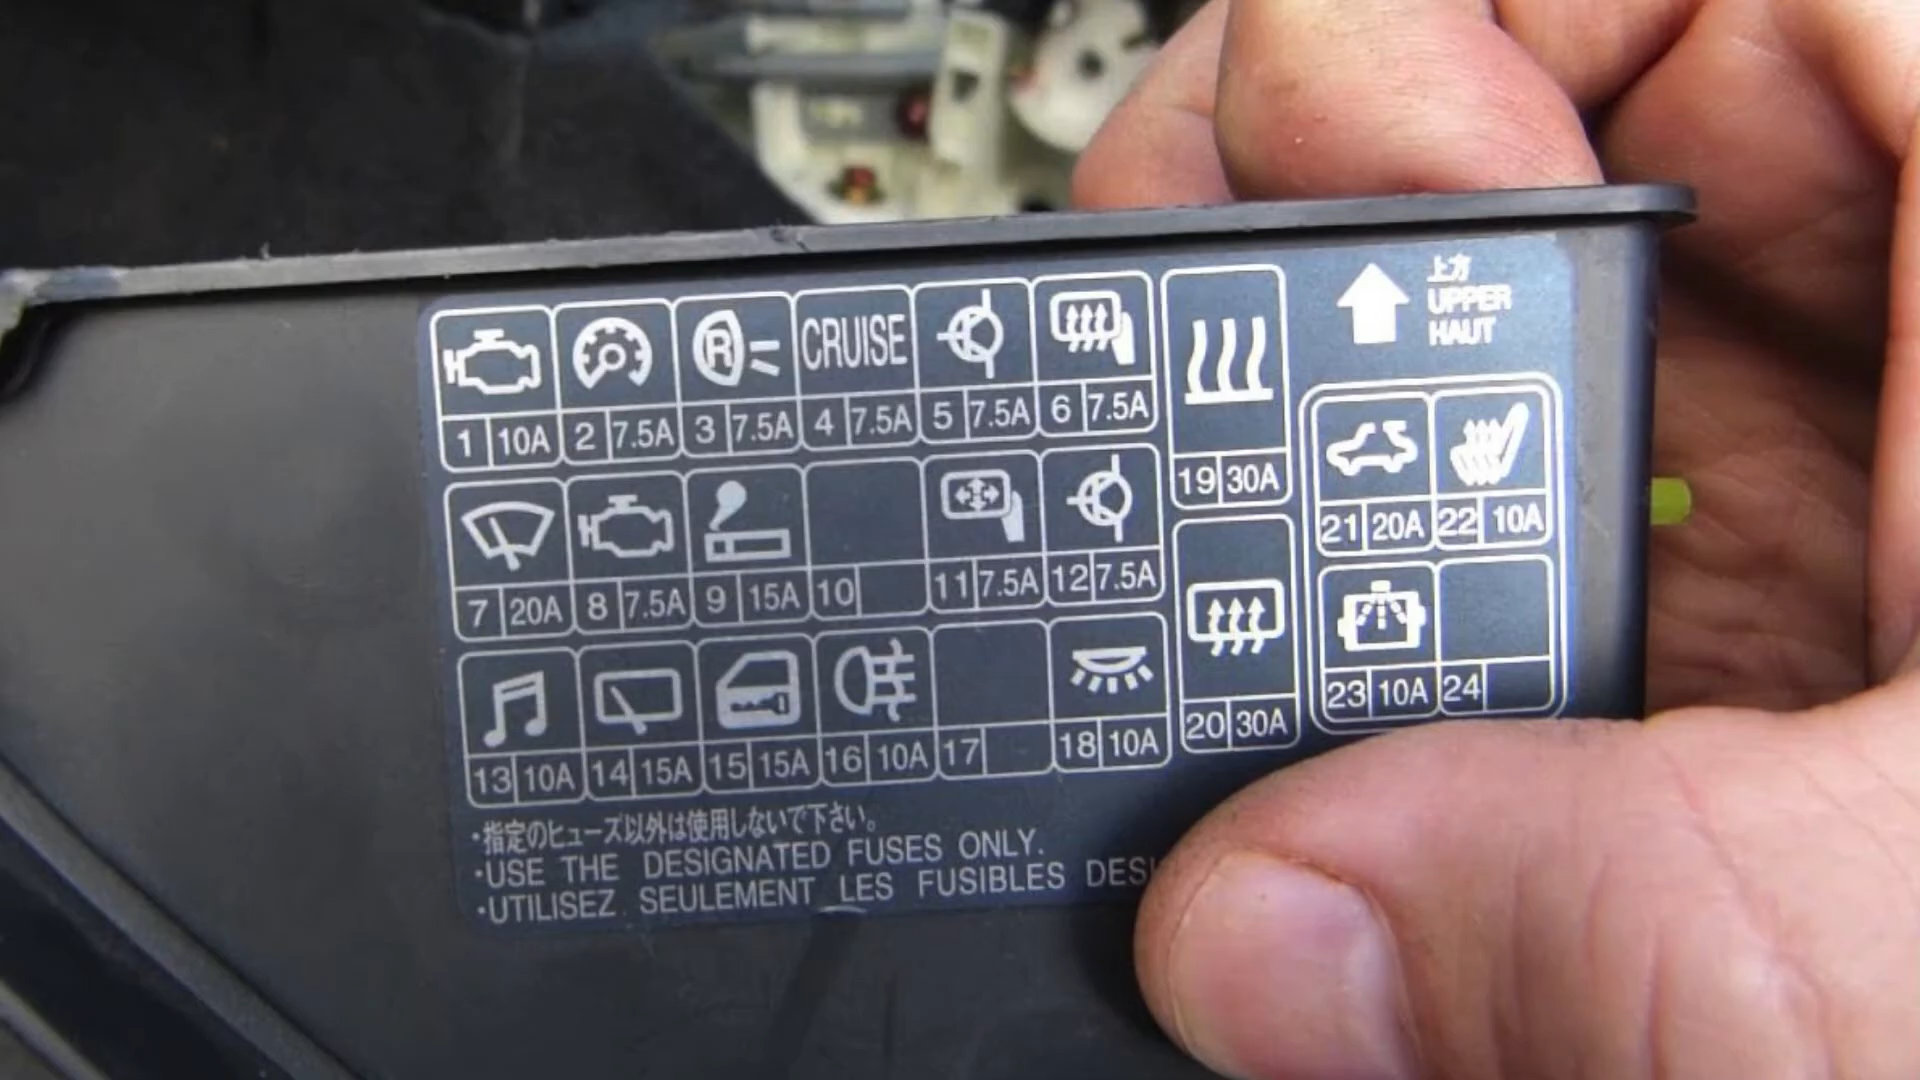 上方
UPPER
HAUT
CRUISE
1 10A 2 7.5A 3 7.5A 4 7.5A 5 7.5A 6 7.5A
19 30A
21 20A 22 10A
7 20A 8 7.5A 9 15A 10 11 7.5A 12 7.5A
20 30A
23 10A 24
13 10A 14 15A 15 15A 16 10A 17 18 10A
・指定のヒューズ以外は使用しないで下さい。
・USE THE DESIGNATED FUSES ONLY.
・UTILISEZ SEULEMENT LES FUSIBLES